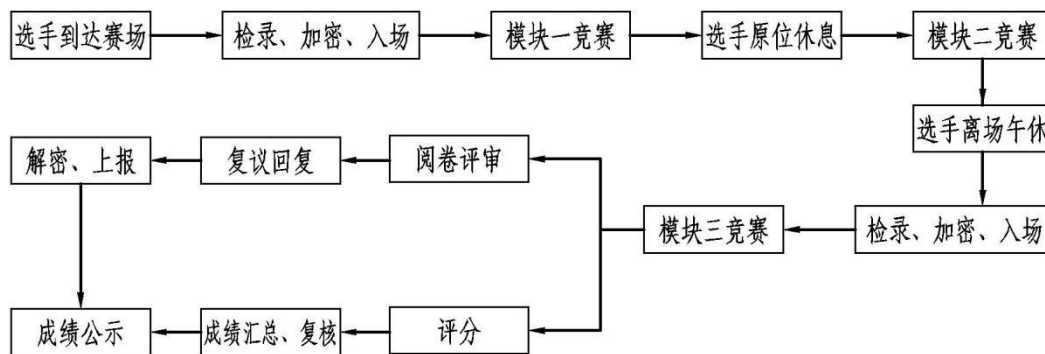 选手到达赛场
检录、加密、入场
模块一竞赛
选手原位休息
模块二竞赛
选手离场午休
检录、加密、入场
模块三竞赛
阅卷评审
复议回复
解密、上报
评分
成绩汇总、复核
成绩公示